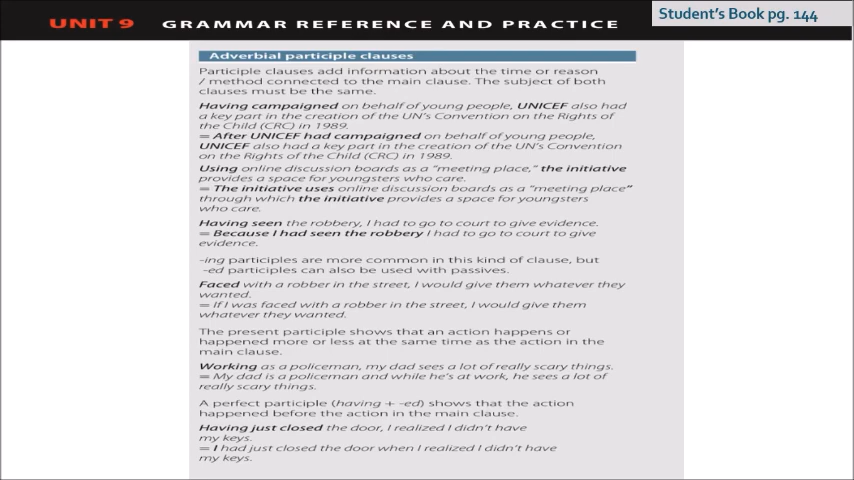 UNIT 9 GRAMMAR REFERENCE AND PRACTICE
Student's Book pg. 144
Adverbial participle clauses
Participle clauses add information about the time or reason
/ method connected to the main clause. The subject of both
clauses must be the same.
Having campaigned on behalf of young people, UNICEF also had
a key part in the creation of the UN's Convention on the Rights of
the Child (CRC) in 1989.
= After UNICEF had campaigned on behalf of young people,
UNICEF also had a key part in the creation of the UN's Convention
on the Rights of the Child (CRC) in 1989.
Using online discussion boards as a "meeting place," the initiative
provides a space for youngsters who care.
= The initiative uses online discussion boards as a "meeting place"
through which the initiative provides a space for youngsters
who care.
Having seen the robbery, I had to go to court to give evidence.
= Because I had seen the robbery I had to go to court to give
evidence.
-ing participles are more common in this kind of clause, but
-ed participles can also be used with passives.
Faced with a robber in the street, I would give them whatever they
wanted.
= If I was faced with a robber in the street, I would give them
whatever they wanted.
The present participle shows that an action happens or
happened more or less at the same time as the action in the
main clause.
Working as a policeman, my dad sees a lot of really scary things.
= My dad is a policeman and while he's at work, he sees a lot of
really scary things.
A perfect participle (having + -ed) shows that the action
happened before the action in the main clause.
Having just closed the door, I realized I didn't have
my keys.
= I had just closed the door when I realized I didn't have
my keys.